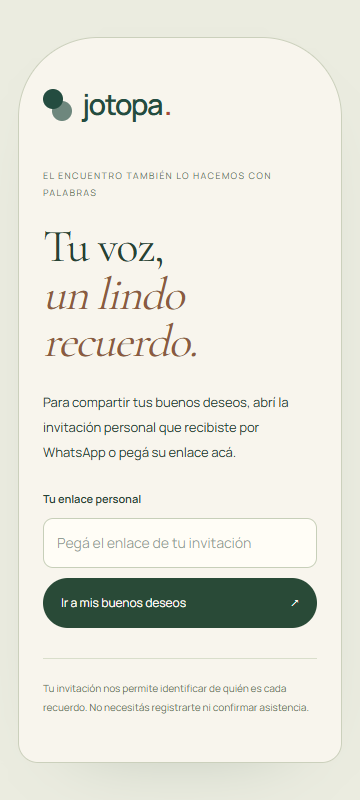 jotopa.
EL ENCUENTRO TAMBIÉN LO HACEMOS CON
PALABRAS
Tu voz,
un lindo
recuerdo.
Para compartir tus buenos deseos, abrí la
invitación personal que recibiste por
WhatsApp o pegá su enlace acá.
Tu enlace personal
Pegá el enlace de tu invitación
Ir a mis buenos deseos ↗
Tu invitación nos permite identificar de quién es cada
recuerdo. No necesitás registrarte ni confirmar asistencia.